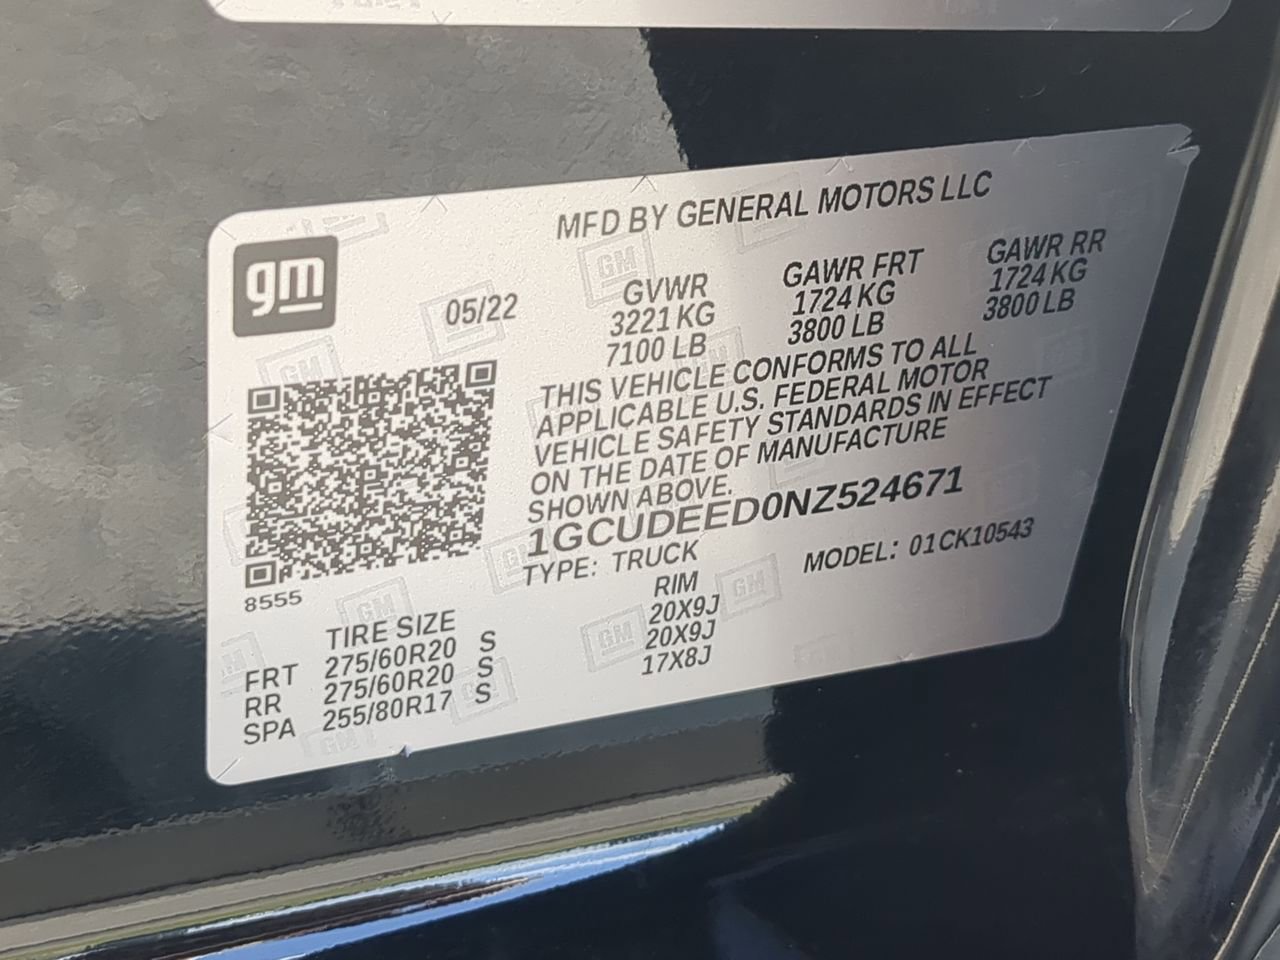 MFD BY GENERAL MOTORS LLC
gm
05/22
GVWR GAWR FRT GAWR RR
3221 KG 1724 KG 1724 KG
7100 LB 3800 LB 3800 LB
THIS VEHICLE CONFORMS TO ALL
APPLICABLE U.S. FEDERAL MOTOR
VEHICLE SAFETY STANDARDS IN EFFECT
ON THE DATE OF MANUFACTURE
SHOWN ABOVE.
1GCUDEED0NZ524671
TYPE: TRUCK MODEL: 01CK10543
8555
TIRE SIZE RIM
FRT 275/60R20 S 20X9J
RR 275/60R20 S 20X9J
SPA 255/80R17 S 17X8J